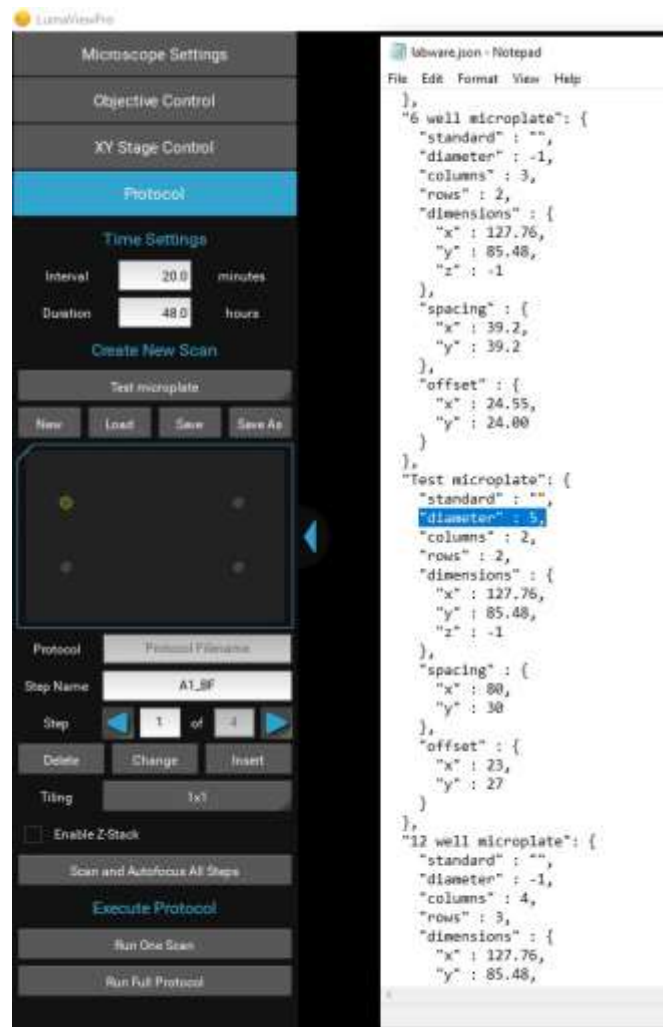 LumaViewPro
Microscope Settings
Objective Control
XY Stage Control
Protocol
Time Settings
Interval 20.0 minutes
Duration 48.0 hours
Create New Scan
Test microplate
New Load Save Save As
Protocol Protocol Filename
Step Name A1_BF
Step 1 of 4
Delete Change Insert
Tiling 1x1
Enable Z-Stack
Scan and Autofocus All Steps
Execute Protocol
Run One Scan
Run Full Protocol
labware.json - Notepad
File Edit Format View Help
},
"6 well microplate": {
"standard" : "",
"diameter" : -1,
"columns" : 3,
"rows" : 2,
"dimensions" : {
"x" : 127.76,
"y" : 85.48,
"z" : -1
},
"spacing" : {
"x" : 39.2,
"y" : 39.2
},
"offset" : {
"x" : 24.55,
"y" : 24.00
}
},
"Test microplate": {
"standard" : "",
"diameter" : 5,
"columns" : 2,
"rows" : 2,
"dimensions" : {
"x" : 127.76,
"y" : 85.48,
"z" : -1
},
"spacing" : {
"x" : 80,
"y" : 30
},
"offset" : {
"x" : 23,
"y" : 27
}
},
"12 well microplate": {
"standard" : "",
"diameter" : -1,
"columns" : 4,
"rows" : 3,
"dimensions" : {
"x" : 127.76,
"y" : 85.48,